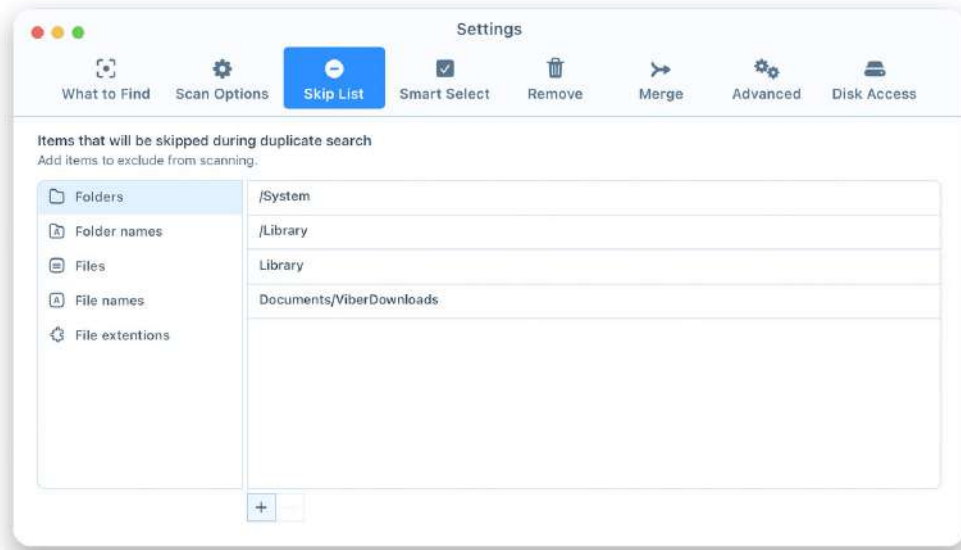 Settings
What to Find Scan Options Skip List Smart Select Remove Merge Advanced Disk Access
Items that will be skipped during duplicate search
Add items to exclude from scanning.
Folders
Folder names
Files
File names
File extentions
/System
/Library
Library
Documents/ViberDownloads
+